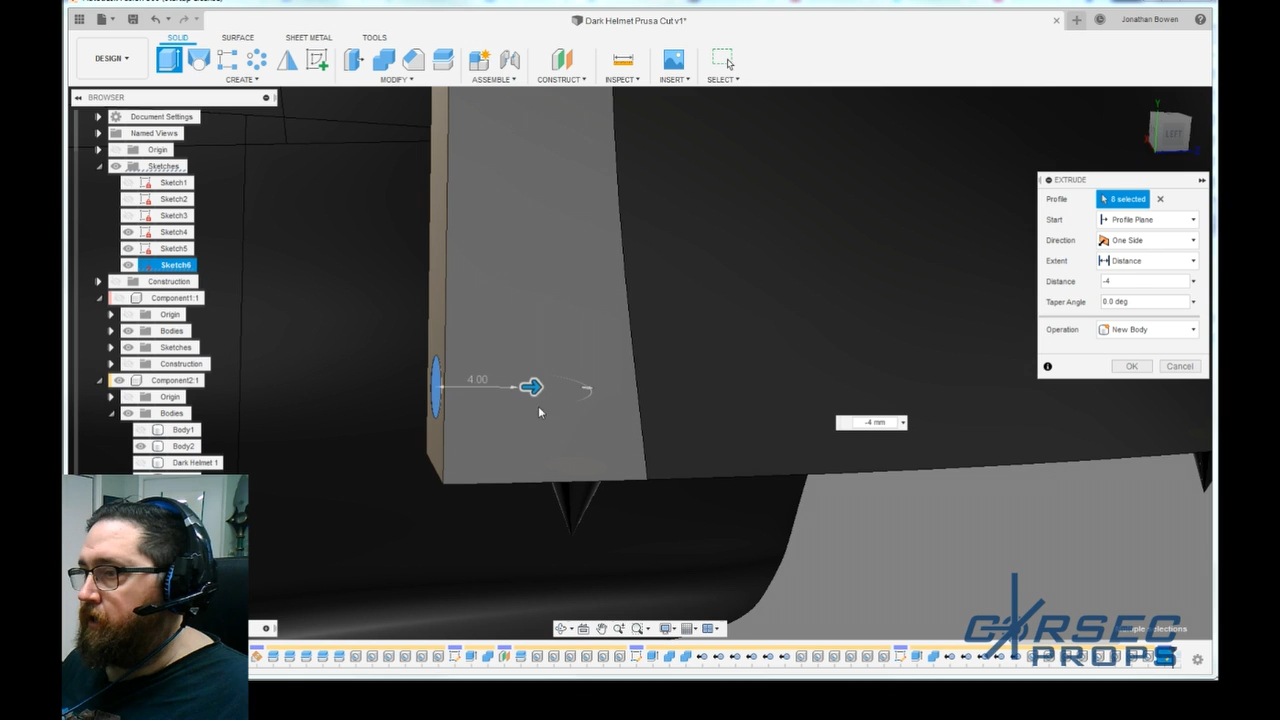 Dark Helmet Prusa Cut v1*
Jonathan Bowen
SOLID SURFACE SHEET METAL TOOLS
DESIGN
CREATE MODIFY ASSEMBLE CONSTRUCT INSPECT INSERT SELECT
BROWSER
Document Settings
Named Views
Origin
Sketches
Sketch1
Sketch2
Sketch3
Sketch4
Sketch5
Sketch6
Construction
Component1:1
Origin
Bodies
Sketches
Construction
Component2:1
Origin
Bodies
Body1
Body2
Dark Helmet 1
4.00
-4 mm
Y
LEFT
EXTRUDE
Profile 8 selected
Start Profile Plane
Direction One Side
Extent Distance
Distance -4
Taper Angle 0.0 deg
Operation New Body
OK Cancel
CORSEC
PROPS
selections